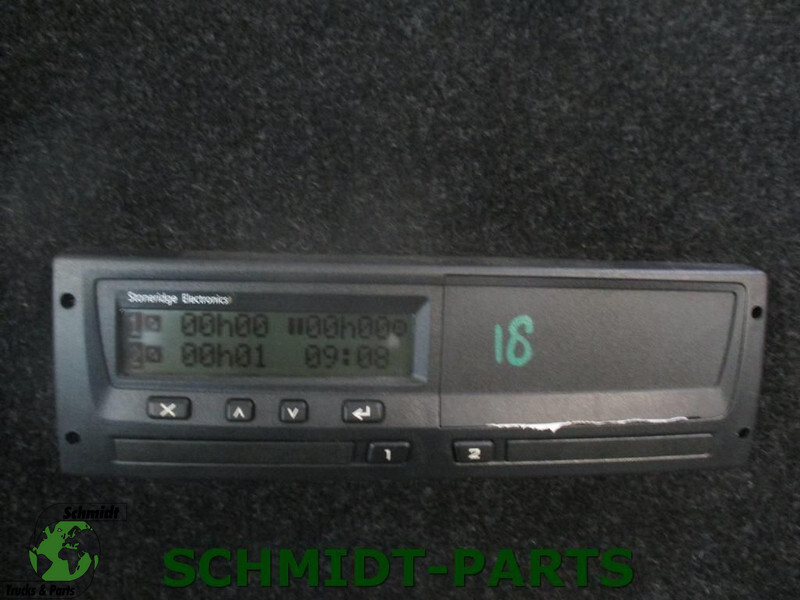 Stoneridge Electronics
1 00h00 00h00
2 00h01 09:08
18
1 2
Schmidt
Trucks & Parts
SCHMIDT-PARTS